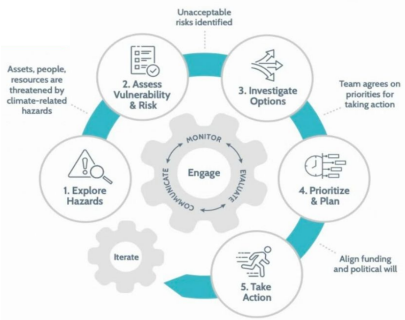 Unacceptable
risks identified
Assets, people,
resources are
threatened by
climate-related
hazards
2. Assess
Vulnerability
& Risk
3. Investigate
Options
Team agrees on
priorities for
taking action
MONITOR
EVALUATE
COMMUNICATE
Engage
1. Explore
Hazards
4. Prioritize
& Plan
Iterate
5. Take
Action
Align funding
and political will